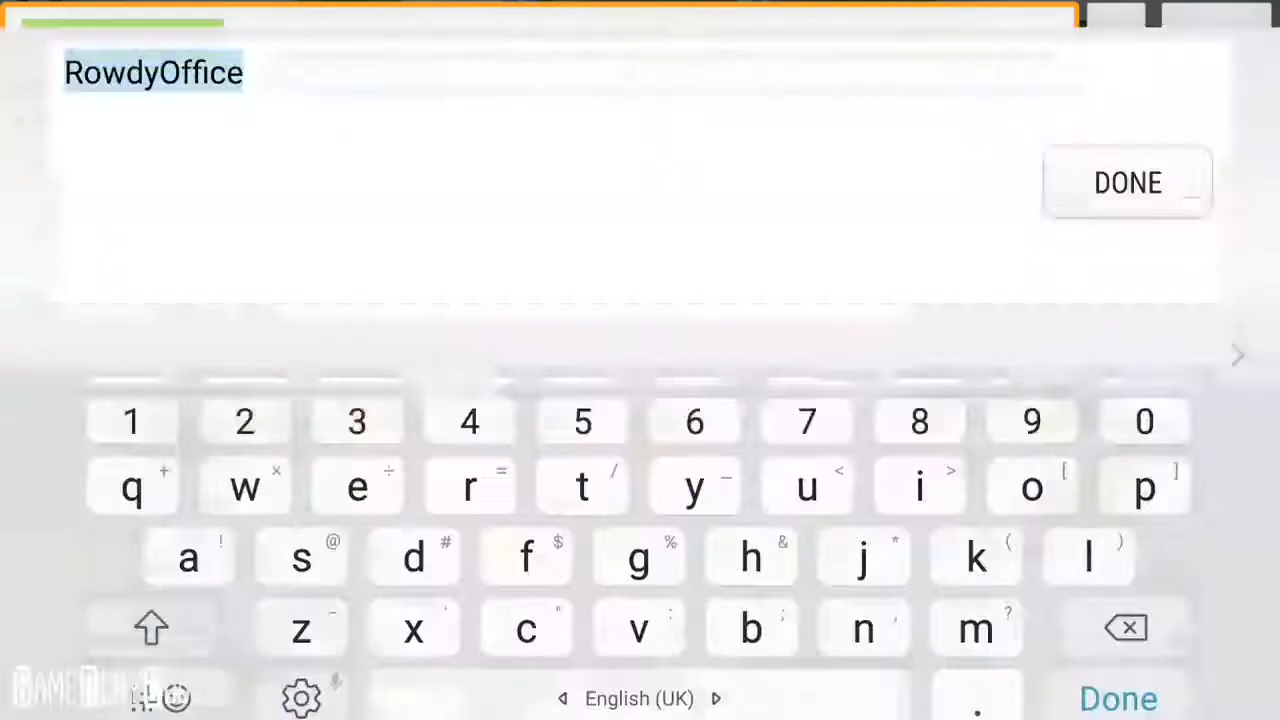 RowdyOffice
DONE
1 2 3 4 5 6 7 8 9 0
q + w × e ÷ r = t / y _ u < i > o [ p ]
a ! s @ d # f $ g % h & j * k ( l )
z - x ' c " v : b ; n , m ?
English (UK) . Done